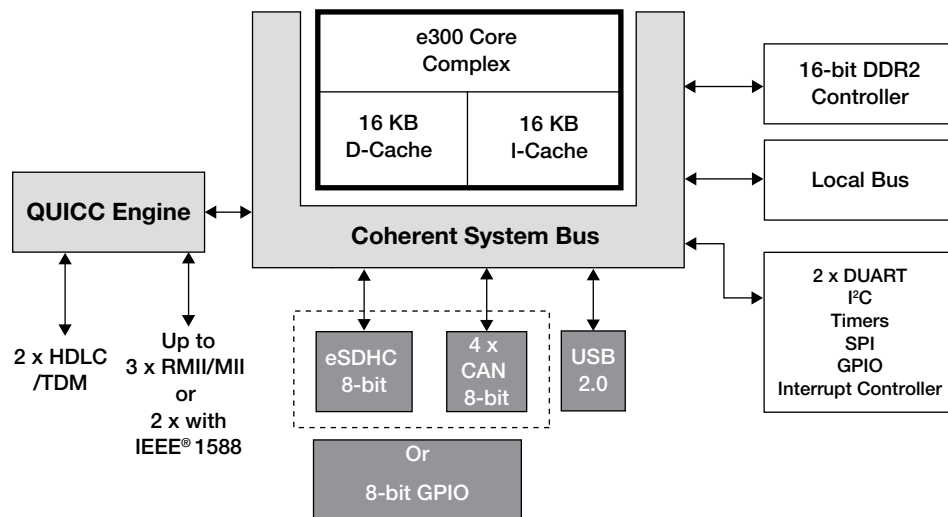 e300 Core
Complex
16 KB
D-Cache
16 KB
I-Cache
16-bit DDR2
Controller
Local Bus
QUICC Engine
Coherent System Bus
2 x DUART
I²C
Timers
SPI
GPIO
Interrupt Controller
2 x HDLC
/TDM
Up to
3 x RMII/MII
or
2 x with
IEEE® 1588
eSDHC
8-bit
4 x
CAN
8-bit
USB
2.0
Or
8-bit GPIO